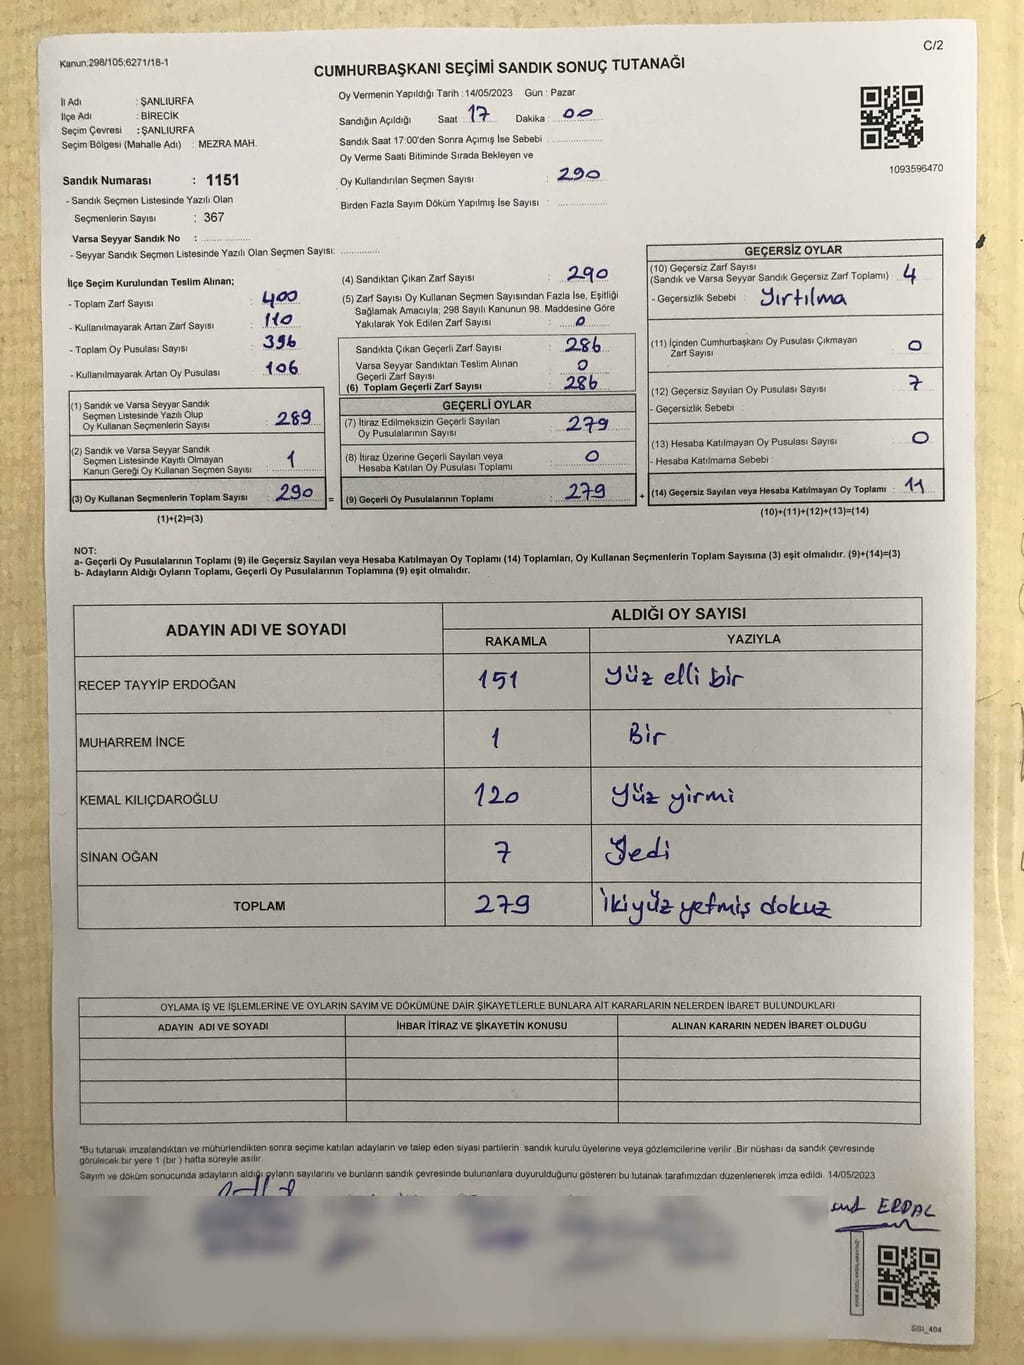 Kanun:298/105;6271/18-1
C/2
CUMHURBAŞKANI SEÇİMİ SANDIK SONUÇ TUTANAĞI
İl Adı : ŞANLIURFA
İlçe Adı : BİRECİK
Seçim Çevresi : ŞANLIURFA
Seçim Bölgesi (Mahalle Adı) : MEZRA MAH.
Sandık Numarası : 1151
- Sandık Seçmen Listesinde Yazılı Olan
Seçmenlerin Sayısı : 367
Varsa Seyyar Sandık No :
- Seyyar Sandık Seçmen Listesinde Yazılı Olan Seçmen Sayısı:
Oy Vermenin Yapıldığı Tarih : 14/05/2023 Gün : Pazar
Sandığın Açıldığı Saat : 17 Dakika : 00
Sandık Saat 17:00'den Sonra Açımış İse Sebebi :
Oy Verme Saati Bitiminde Sırada Bekleyen ve
Oy Kullandırılan Seçmen Sayısı : 290
Birden Fazla Sayım Döküm Yapılmış İse Sayısı :
1093596470
İlçe Seçim Kurulundan Teslim Alınan;
- Toplam Zarf Sayısı : 400
- Kullanılmayarak Artan Zarf Sayısı : 110
- Toplam Oy Pusulası Sayısı : 396
- Kullanılmayarak Artan Oy Pusulası : 106
(1) Sandık ve Varsa Seyyar Sandık
Seçmen Listesinde Yazılı Olup
Oy Kullanan Seçmenlerin Sayısı : 289
(2) Sandık ve Varsa Seyyar Sandık
Seçmen Listesinde Kayıtlı Olmayan
Kanun Gereği Oy Kullanan Seçmen Sayısı : 1
(3) Oy Kullanan Seçmenlerin Toplam Sayısı : 290 =
(1)+(2)=(3)
(4) Sandıktan Çıkan Zarf Sayısı : 290
(5) Zarf Sayısı Oy Kullanan Seçmen Sayısından Fazla İse, Eşitliği
Sağlamak Amacıyla, 298 Sayılı Kanunun 98. Maddesine Göre
Yakılarak Yok Edilen Zarf Sayısı : 0
Sandıkta Çıkan Geçerli Zarf Sayısı : 286
Varsa Seyyar Sandıktan Teslim Alınan
Geçerli Zarf Sayısı : 0
(6) Toplam Geçerli Zarf Sayısı : 286
GEÇERLİ OYLAR
(7) İtiraz Edilmeksizin Geçerli Sayılan
Oy Pusulalarının Sayısı : 279
(8) İtiraz Üzerine Geçerli Sayılan veya
Hesaba Katılan Oy Pusulası Toplamı : 0
(9) Geçerli Oy Pusulalarının Toplamı : 279 +
GEÇERSİZ OYLAR
(10) Geçersiz Zarf Sayısı
(Sandık ve Varsa Seyyar Sandık Geçersiz Zarf Toplamı) : 4
- Geçersizlik Sebebi : Yırtılma
(11) İçinden Cumhurbaşkanı Oy Pusulası Çıkmayan
Zarf Sayısı : 0
(12) Geçersiz Sayılan Oy Pusulası Sayısı : 7
- Geçersizlik Sebebi :
(13) Hesaba Katılmayan Oy Pusulası Sayısı : 0
- Hesaba Katılmama Sebebi :
(14) Geçersiz Sayılan veya Hesaba Katılmayan Oy Toplamı : 11
(10)+(11)+(12)+(13)=(14)
NOT:
a- Geçerli Oy Pusulalarının Toplamı (9) ile Geçersiz Sayılan veya Hesaba Katılmayan Oy Toplamı (14) Toplamları, Oy Kullanan Seçmenlerin Toplam Sayısına (3) eşit olmalıdır. (9)+(14)=(3)
b- Adayların Aldığı Oyların Toplamı, Geçerli Oy Pusulalarının Toplamına (9) eşit olmalıdır.
ADAYIN ADI VE SOYADI
ALDIĞI OY SAYISI
RAKAMLA YAZIYLA
RECEP TAYYİP ERDOĞAN 151 Yüz elli bir
MUHARREM İNCE 1 Bir
KEMAL KILIÇDAROĞLU 120 Yüz yirmi
SİNAN OĞAN 7 Yedi
TOPLAM 279 İkiyüz yetmiş dokuz
OYLAMA İŞ VE İŞLEMLERİNE VE OYLARIN SAYIM VE DÖKÜMÜNE DAİR ŞİKAYETLERLE BUNLARA AİT KARARLARIN NELERDEN İBARET BULUNDUKLARI
ADAYIN ADI VE SOYADI İHBAR İTİRAZ VE ŞİKAYETİN KONUSU ALINAN KARARIN NEDEN İBARET OLDUĞU
*Bu tutanak imzalandıktan ve mühürlendikten sonra seçime katılan adayların ve talep eden siyası partilerin sandık kurulu üyelerine veya gözlemcilerine verilir .Bir nüshası da sandık çevresinde
görülecek bir yere 1 (bir ) hafta süreyle asılır.
Sayım ve döküm sonucunda adayların aldığı oyların sayılarını ve bunların sandık çevresinde bulunanlara duyurulduğunu gösteren bu tutanak tarafımızdan düzenlenerek imza edildi. 14/05/2023
ERDAL
SSI_404